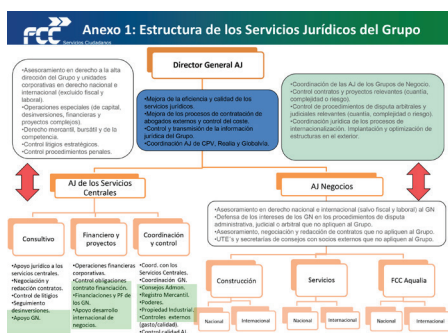 FCC
Servicios Ciudadanos
Anexo 1: Estructura de los Servicios Jurídicos del Grupo
•Asesoramiento en derecho a la alta
dirección del Grupo y unidades
corporativas en derecho nacional e
internacional (excluido fiscal y
laboral).
•Operaciones especiales (de capital,
desinversiones, financieras y
proyectos complejos).
•Derecho mercantil, bursátil y de la
competencia.
•Control litigios estratégicos.
•Control procedimientos penales.
Director General AJ
•Mejora de la eficiencia y calidad de los
servicios jurídicos.
•Mejora de los procesos de contratación de
abogados externos y control del coste.
•Control y transmisión de la información
jurídica del Grupo.
•Coordinación AJ de CPV, Realia y Globalvia.
•Coordinación de las AJ de los Grupos de Negocio.
•Control contratos y proyectos relevantes (cuantía,
complejidad o riesgo).
•Control de procedimientos de disputa arbitrales y
judiciales relevantes (cuantía, complejidad o riesgo).
•Coordinación jurídica de los procesos de
internacionalización. Implantación y optimización de
estructuras en el exterior.
AJ de los Servicios
Centrales
AJ Negocios
•Asesoramiento en derecho nacional e internacional (salvo fiscal y laboral) al GN
•Defensa de los intereses de los GN en los procedimientos de disputa
administrativa, judicial o arbitral que no apliquen al Grupo.
•Asesoramiento, negociación y redacción de contratos que no apliquen al Grupo.
•UTE´s y secretarías de consejos con socios externos que no apliquen al Grupo.
Consultivo
Financiero y
proyectos
Coordinación
y control
•Apoyo jurídico a los
servicios centrales.
•Negociación y
redacción contratos.
•Control de litigios
•Seguimiento
desinversiones.
•Apoyo GN.
•Operaciones financieras
corporativas.
•Control obligaciones
contrato financiación.
•Financiaciones y PF de
los GN.
•Apoyo desarrollo
internacional de
negocios.
•Coord. con los
Servicios Centrales.
•Coordinación GN.
•Consejos Admon.
•Registro Mercantil.
•Poderes.
•Propiedad Industrial.
•Contratos externos
(gasto/calidad).
•Control calidad AJ.
Construcción
Servicios
FCC Aqualia
Nacional
Internacional
Nacional
Internacional
Nacional
Internacional